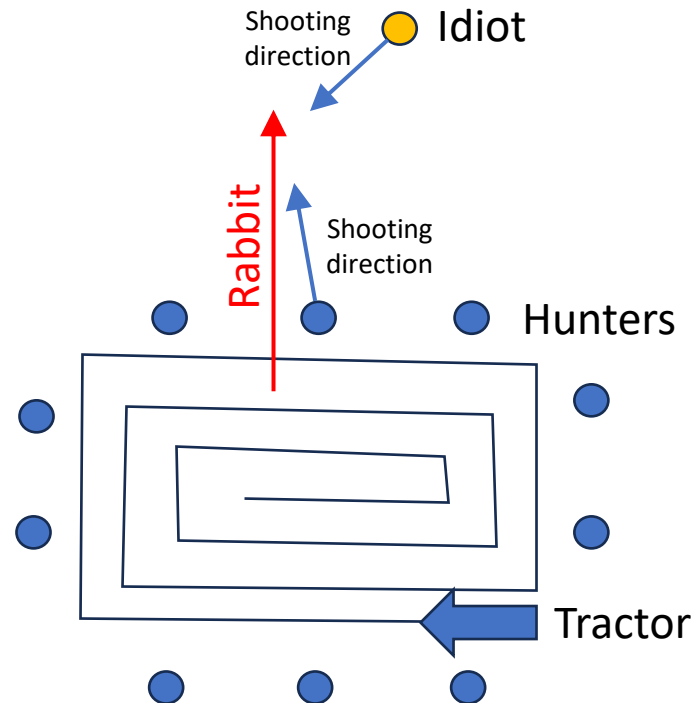 Shooting
direction
Idiot
Rabbit
Shooting
direction
Hunters
Tractor